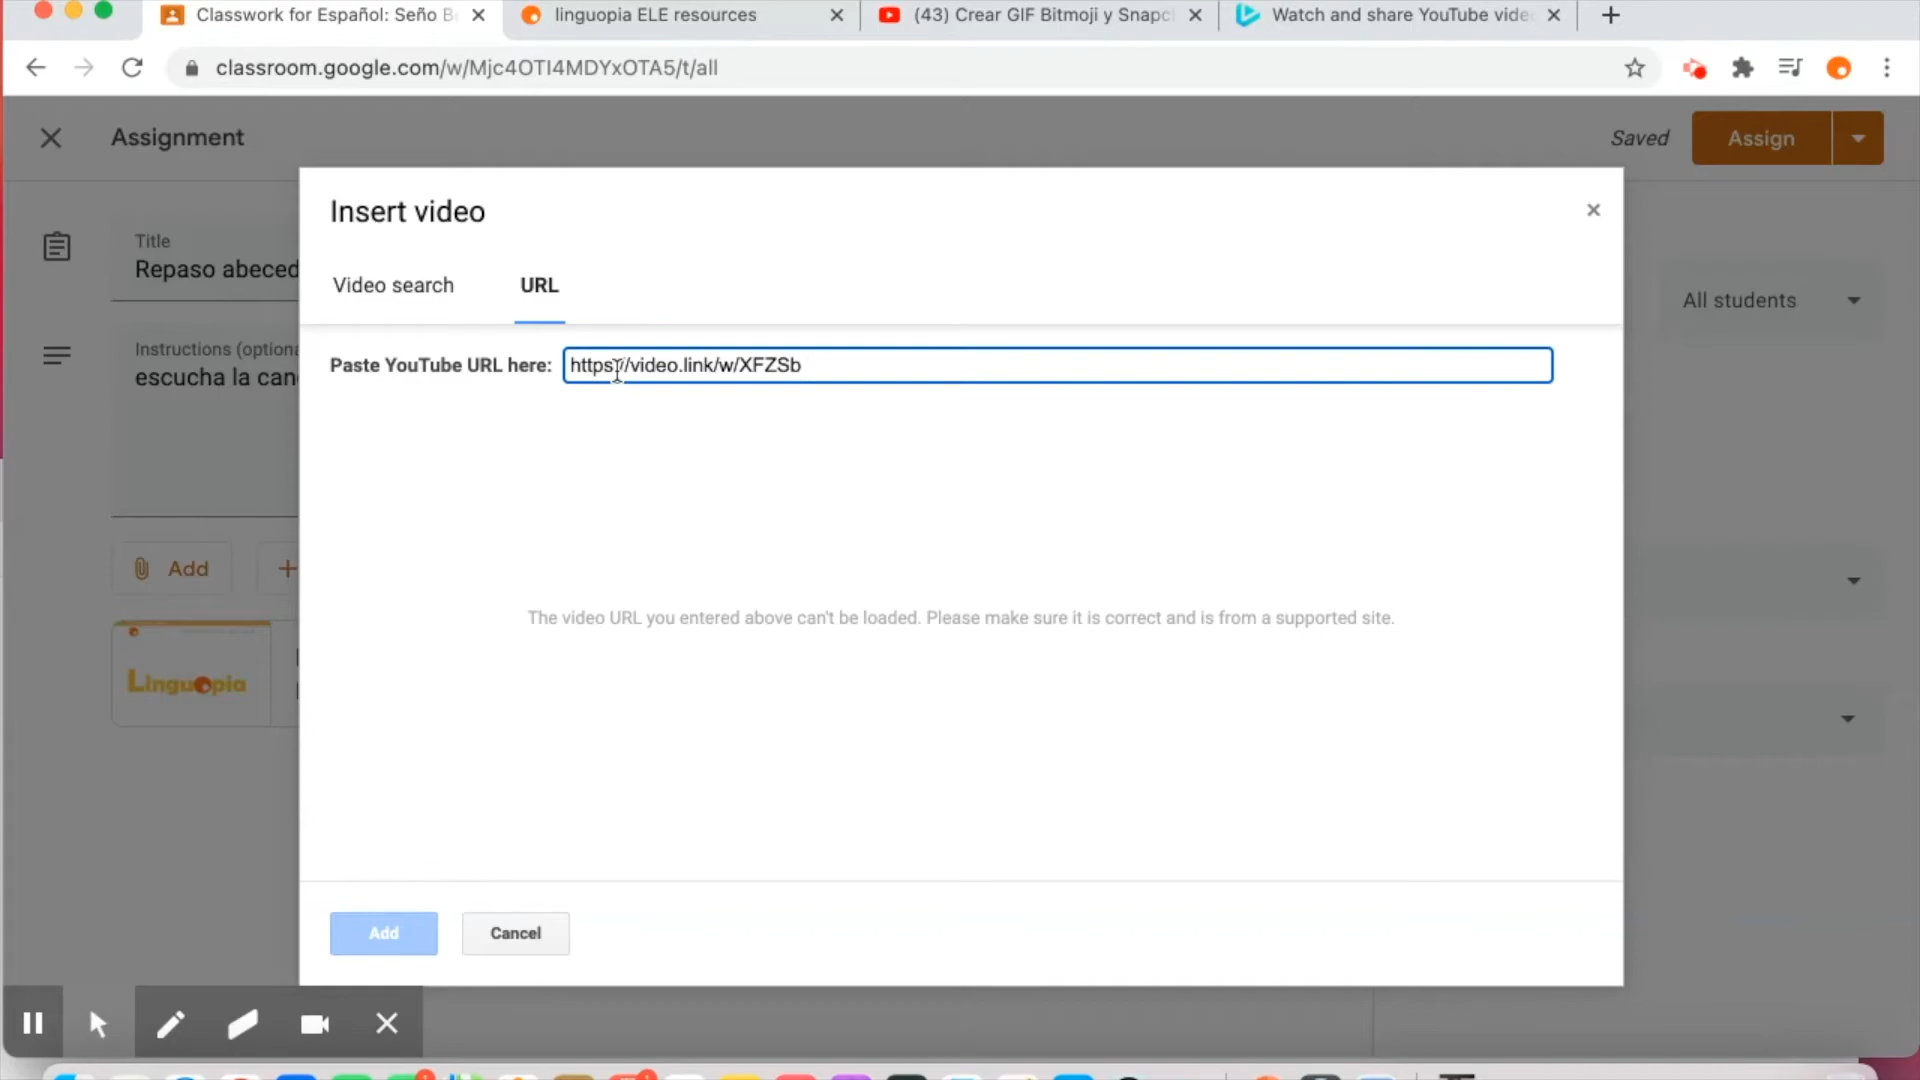 Classwork for Español: Seño B
linguopia ELE resources
(43) Crear GIF Bitmoji y Snapc
Watch and share YouTube vide
classroom.google.com/w/Mjc4OTI4MDYxOTA5/t/all
Assignment
Saved
Assign
Insert video
Title
Repaso abeced
Video search
URL
All students
Instructions (optiona
escucha la can
Paste YouTube URL here:
https://video.link/w/XFZSb
Add
The video URL you entered above can't be loaded. Please make sure it is correct and is from a supported site.
Linguopia
Add
Cancel